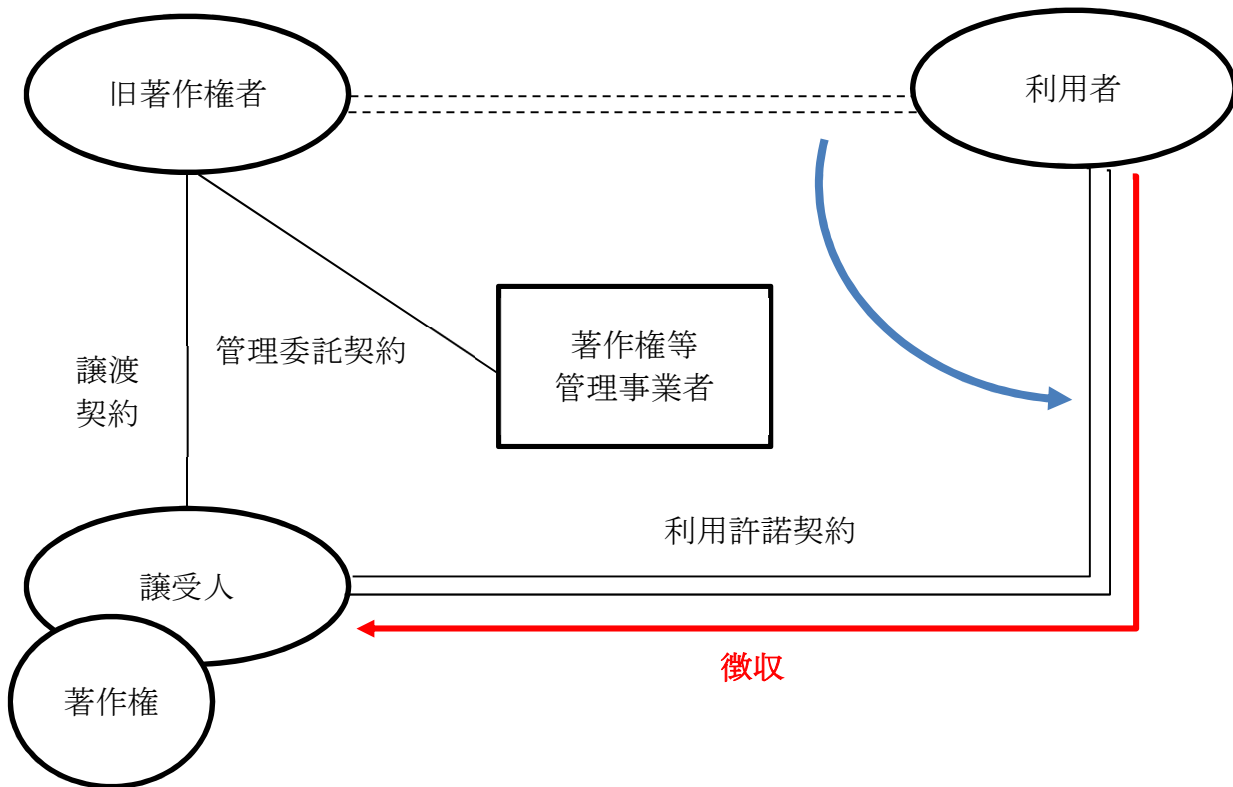 旧著作権者
利用者
管理委託契約
著作権等
管理事業者
譲渡
契約
利用許諾契約
譲受人
徴収
著作権